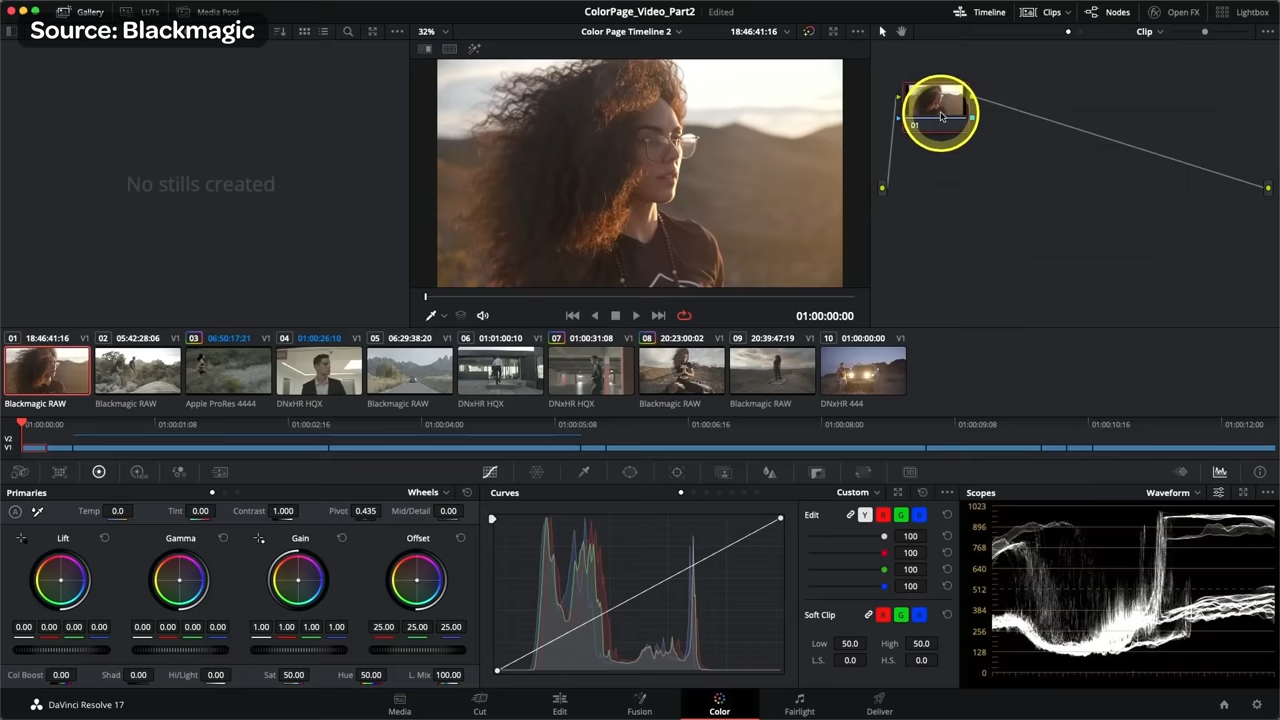 ColorPage_Video_Part2 Edited
Gallery LUTs Media Pool
Timeline Clips Nodes Open FX Lightbox
Source: Blackmagic
32% Color Page Timeline 2 18:46:41:16
Clip
No stills created
01
01:00:00:00
01 18:46:41:16 V1 02 05:42:28:06 V1 03 06:50:17:21 V1 04 01:00:26:10 V1 05 06:29:38:20 V1 06 01:01:00:10 V1 07 01:00:31:08 V1 08 20:23:00:02 V1 09 20:39:47:19 V1 10 01:00:00:00 V1
Blackmagic RAW Blackmagic RAW Apple ProRes 4444 DNxHR HQX Blackmagic RAW DNxHR HQX DNxHR HQX Blackmagic RAW Blackmagic RAW DNxHR 444
01:00:00:00 01:00:01:08 01:00:02:16 01:00:04:00 01:00:05:08 01:00:06:16 01:00:08:00 01:00:09:08 01:00:10:16 01:00:12:00
V2
V1
Primaries Wheels
Temp 0.0 Tint 0.00 Contrast 1.000 Pivot 0.435 Mid/Detail 0.00
Lift Gamma Gain Offset
0.00 0.00 0.00 0.00 0.00 0.00 0.00 0.00 1.00 1.00 1.00 1.00 25.00 25.00 25.00
Col Boost 0.00 Shad 0.00 Hi/Light 0.00 Sat 50.00 Hue 50.00 L. Mix 100.00
Curves Custom
Edit Y
100
100
100
100
Soft Clip
Low 50.0 High 50.0
L.S. 0.0 H.S. 0.0
Scopes Waveform
1023
896
768
640
512
384
256
128
0
DaVinci Resolve 17
Media Cut Edit Fusion Color Fairlight Deliver